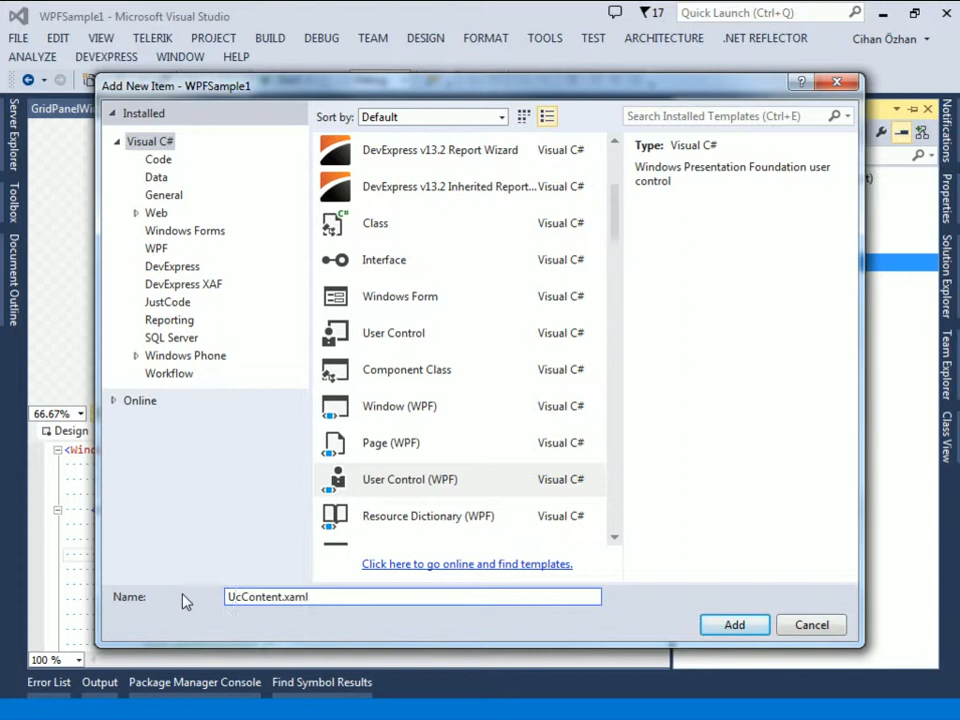 WPFSample1 - Microsoft Visual Studio
17
Quick Launch (Ctrl+Q)
FILE EDIT VIEW TELERIK PROJECT BUILD DEBUG TEAM DESIGN FORMAT TOOLS TEST ARCHITECTURE .NET REFLECTOR
Cihan Özhan
ANALYZE DEVEXPRESS WINDOW HELP
Add New Item - WPFSample1
Server Explorer
Toolbox
Document Outline
Installed
Visual C#
Code
Data
General
Web
Windows Forms
WPF
DevExpress
DevExpress XAF
JustCode
Reporting
SQL Server
Windows Phone
Workflow
Online
Sort by: Default
DevExpress v13.2 Report Wizard Visual C#
DevExpress v13.2 Inherited Report... Visual C#
Class Visual C#
Interface Visual C#
Windows Form Visual C#
User Control Visual C#
Component Class Visual C#
Window (WPF) Visual C#
Page (WPF) Visual C#
User Control (WPF) Visual C#
Resource Dictionary (WPF) Visual C#
Click here to go online and find templates.
Search Installed Templates (Ctrl+E)
Type: Visual C#
Windows Presentation Foundation user
control
Name: UcContent.xaml
Add Cancel
GridPanelWin
66.67%
Design
<Wind
100 %
Notifications
Properties
Solution Explorer
Team Explorer
Class View
Error List Output Package Manager Console Find Symbol Results